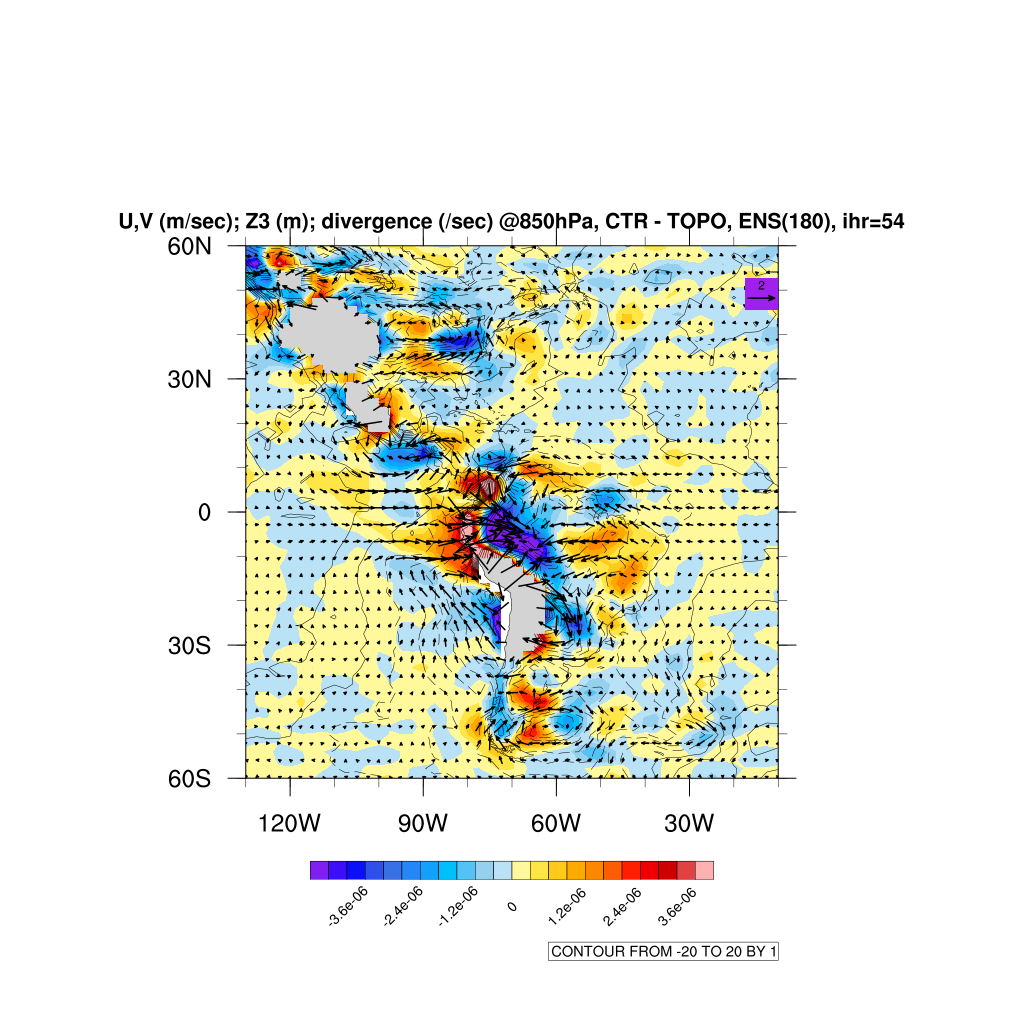 U,V (m/sec); Z3 (m); divergence (/sec) @850hPa, CTR - TOPO, ENS(180), ihr=54
60N
2
30N
0
30S
60S
120W 90W 60W 30W
-3.6e-06 -2.4e-06 -1.2e-06 0 1.2e-06 2.4e-06 3.6e-06
CONTOUR FROM -20 TO 20 BY 1